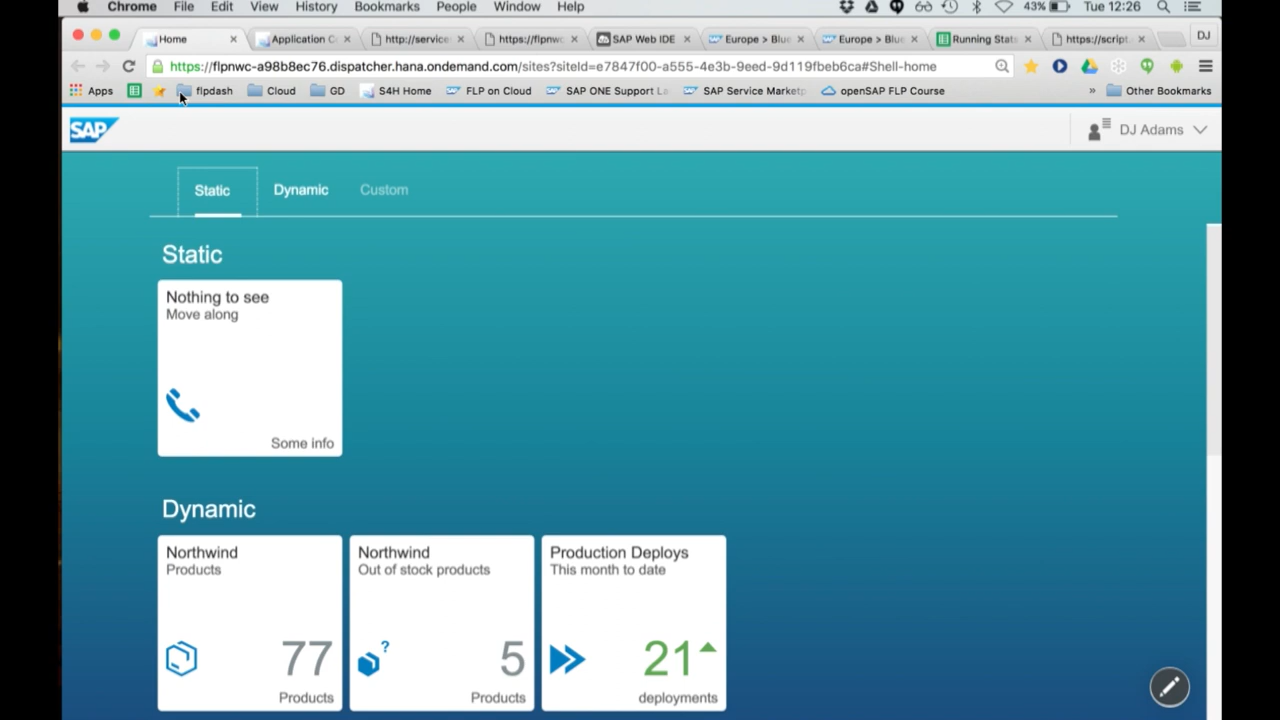 Chrome File Edit View History Bookmarks People Window Help 43% Tue 12:26
Home Application C http://service https://flpnwc SAP Web IDE Europe > Blue Europe > Blue Running Stats https://script. DJ
https://flpnwc-a98b8ec76.dispatcher.hana.ondemand.com/sites?siteId=e7847f00-a555-4e3b-9eed-9d119fbeb6ca#Shell-home
Apps flpdash Cloud GD S4H Home FLP on Cloud SAP ONE Support La SAP Service Marketp openSAP FLP Course » Other Bookmarks
SAP DJ Adams
Static Dynamic Custom
Static
Nothing to see
Move along
Some info
Dynamic
Northwind
Products
77
Products
Northwind
Out of stock products
?
5
Products
Production Deploys
This month to date
21
deployments